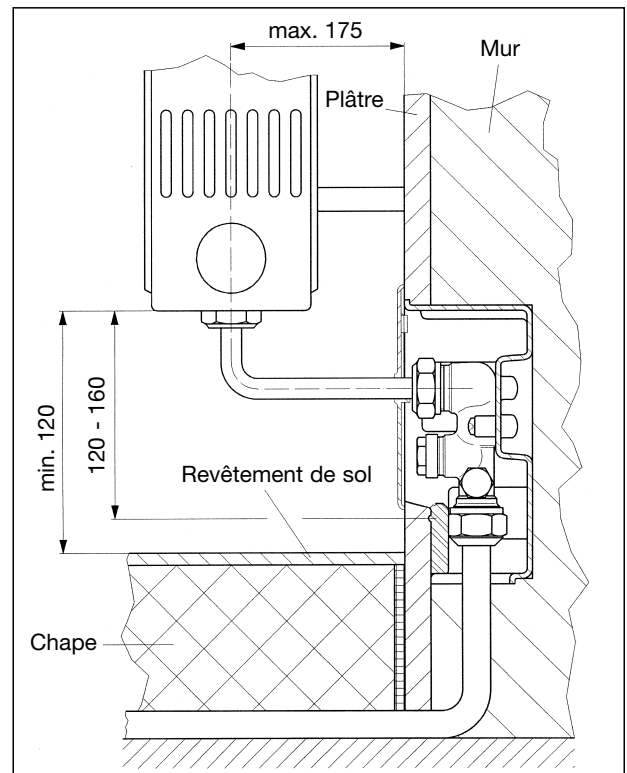 max. 175
Mur
Plâtre
min. 120
120 - 160
Revêtement de sol
Chape